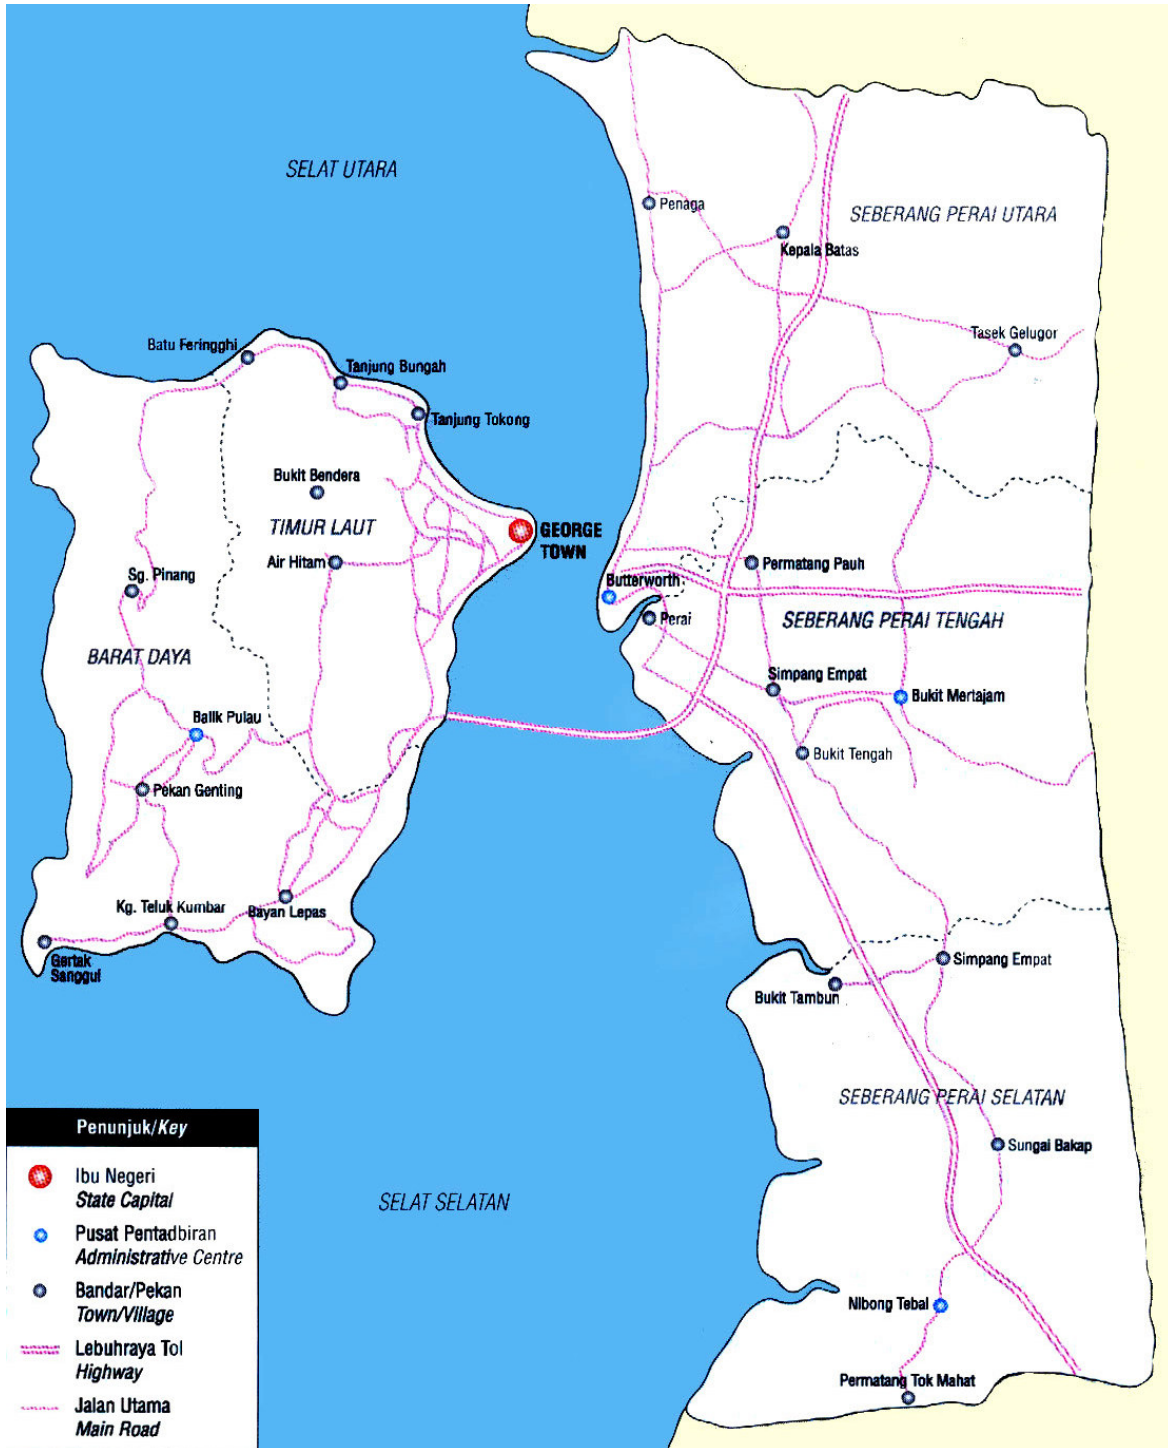 SELAT UTARA
Penaga
SEBERANG PERAI UTARA
Kepala Batas
Tasek Gelugor
Batu Feringghi
Tanjung Bungah
Tanjung Tokong
Bukit Bendera
TIMUR LAUT
GEORGE
TOWN
Air Hitam
Permatang Pauh
Sg. Pinang
Butterworth
Perai
SEBERANG PERAI TENGAH
BARAT DAYA
Simpang Empat
Bukit Mertajam
Balik Pulau
Bukit Tengah
Pekan Genting
Kg. Teluk Kumbar
Bayan Lepas
Gertak
Sanggul
Simpang Empat
Bukit Tambun
SEBERANG PERAI SELATAN
Sungai Bakap
SELAT SELATAN
Nibong Tebal
Permatang Tok Mahat
Penunjuk/Key
Ibu Negeri
State Capital
Pusat Pentadbiran
Administrative Centre
Bandar/Pekan
Town/Village
Lebuhraya Tol
Highway
Jalan Utama
Main Road